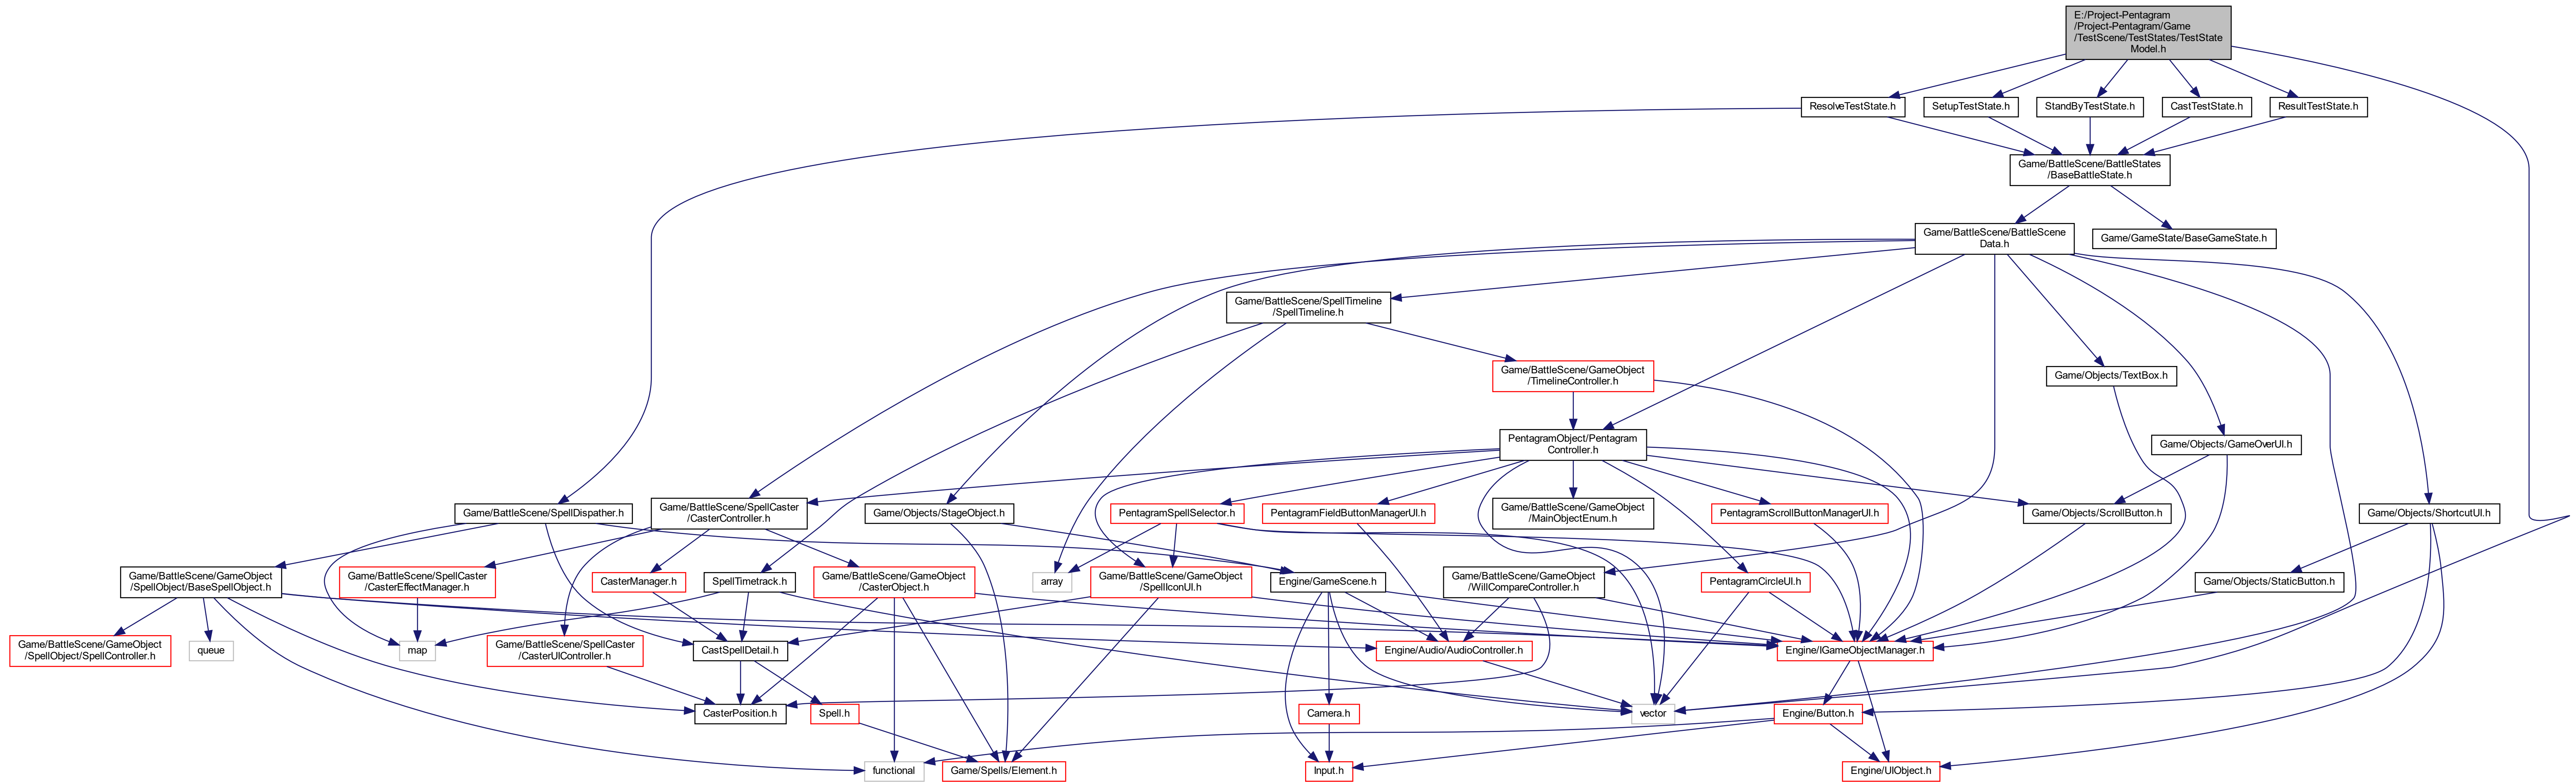 E:/Project-Pentagram
/Project-Pentagram/Game
/TestScene/TestStates/TestState
Model.h
ResolveTestState.h
SetupTestState.h
StandByTestState.h
CastTestState.h
ResultTestState.h
Game/BattleScene/BattleStates
/BaseBattleState.h
Game/BattleScene/BattleScene
Data.h
Game/GameState/BaseGameState.h
Game/BattleScene/SpellTimeline
/SpellTimeline.h
Game/BattleScene/GameObject
/TimelineController.h
Game/Objects/TextBox.h
PentagramObject/Pentagram
Controller.h
Game/Objects/GameOverUI.h
Game/BattleScene/SpellDispather.h
Game/BattleScene/SpellCaster
/CasterController.h
Game/Objects/StageObject.h
PentagramSpellSelector.h
PentagramFieldButtonManagerUI.h
Game/BattleScene/GameObject
/MainObjectEnum.h
PentagramScrollButtonManagerUI.h
Game/Objects/ScrollButton.h
Game/Objects/ShortcutUI.h
Game/BattleScene/GameObject
/SpellObject/BaseSpellObject.h
Game/BattleScene/SpellCaster
/CasterEffectManager.h
CasterManager.h
SpellTimetrack.h
Game/BattleScene/GameObject
/CasterObject.h
array
Game/BattleScene/GameObject
/SpellIconUI.h
Engine/GameScene.h
Game/BattleScene/GameObject
/WillCompareController.h
PentagramCircleUI.h
Game/Objects/StaticButton.h
Game/BattleScene/GameObject
/SpellObject/SpellController.h
queue
map
Game/BattleScene/SpellCaster
/CasterUIController.h
CastSpellDetail.h
Engine/Audio/AudioController.h
Engine/IGameObjectManager.h
CasterPosition.h
Spell.h
Camera.h
vector
Engine/Button.h
functional
Game/Spells/Element.h
Input.h
Engine/UIObject.h